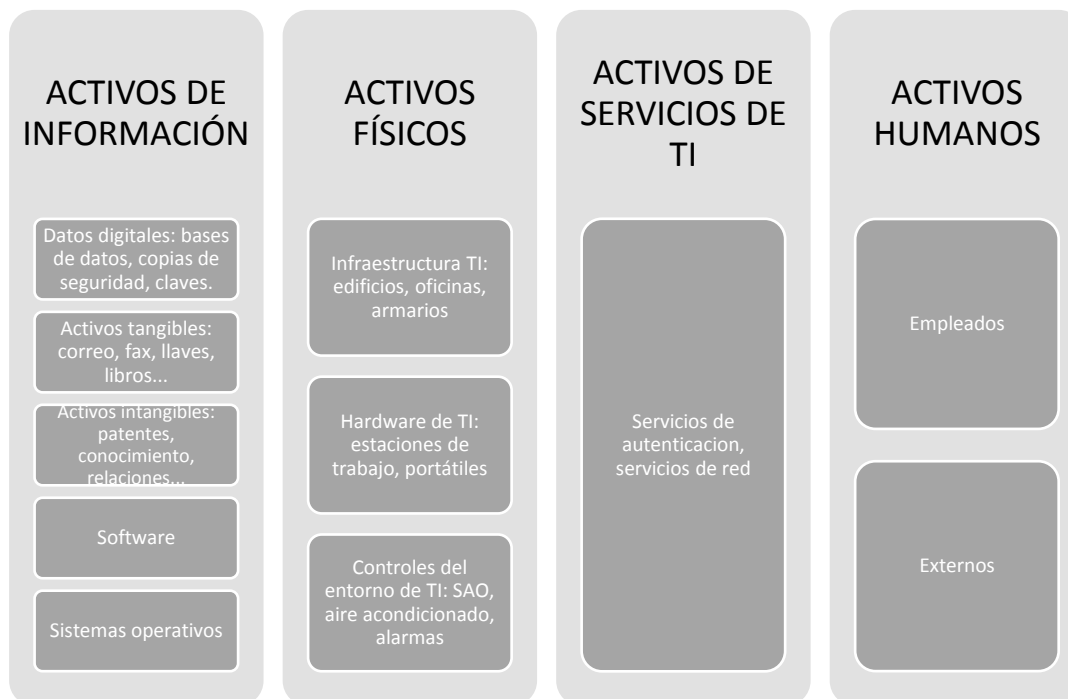 ACTIVOS DE
INFORMACIÓN
Datos digitales: bases
de datos, copias de
seguridad, claves.
Activos tangibles:
correo, fax, llaves,
libros...
Activos intangibles:
patentes,
conocimiento,
relaciones...
Software
Sistemas operativos
ACTIVOS
FÍSICOS
Infraestructura TI:
edificios, oficinas,
armarios
Hardware de TI:
estaciones de
trabajo, portátiles
Controles del
entorno de TI: SAO,
aire acondicionado,
alarmas
ACTIVOS DE
SERVICIOS DE
TI
Servicios de
autenticacion,
servicios de red
ACTIVOS
HUMANOS
Empleados
Externos